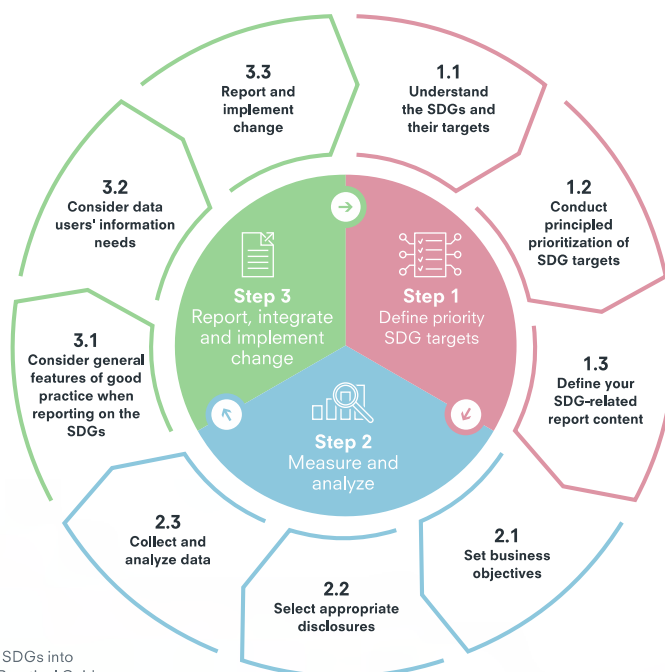 3.3
Report and
implement
change
1.1
Understand
the SDGs and
their targets
3.2
Consider data
users' information
needs
1.2
Conduct
principled
prioritization of
SDG targets
Step 3
Report, integrate
and implement
change
Step 1
Define priority
SDG targets
3.1
Consider general
features of good
practice when
reporting on the
SDGs
1.3
Define your
SDG-related
report content
Step 2
Measure and
analyze
2.3
Collect and
analyze data
2.1
Set business
objectives
2.2
Select appropriate
disclosures
SDGs into